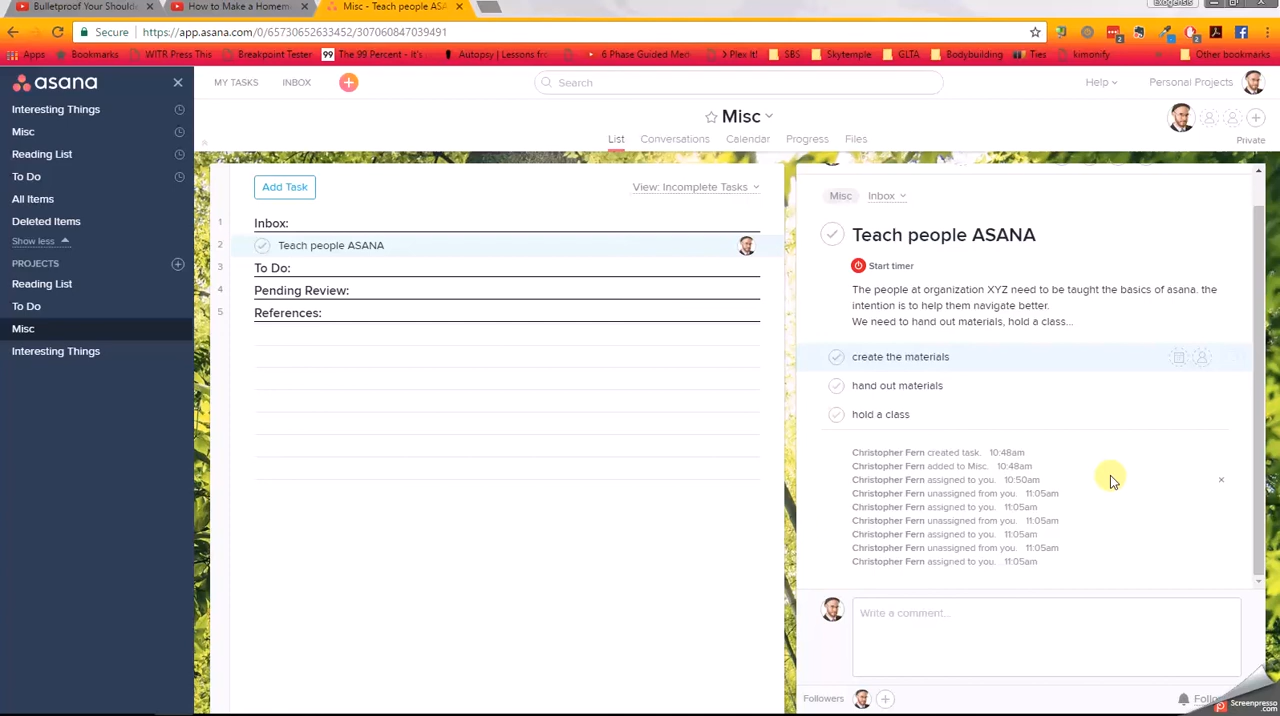 Bulletproof Your Should
How to Make a Homem
Misc - Teach people ASA
Exogensis
Secure
https://app.asana.com/0/65730652633452/307060847039491
Apps
Bookmarks
WITR Press This
Breakpoint Tester
99
The 99 Percent - It's
Autopsy | Lessons from
6 Phase Guided Med
> Plex It!
SBS
Skytemple
GLTA
Bodybuilding
Ties
kimonify
Other bookmarks
asana
MY TASKS
INBOX
Search
Help
Personal Projects
Interesting Things
Misc
Reading List
To Do
All Items
Deleted Items
Show less
PROJECTS
Reading List
To Do
Misc
Interesting Things
Misc
List
Conversations
Calendar
Progress
Files
Private
Add Task
View: Incomplete Tasks
1 Inbox:
2 Teach people ASANA
3 To Do:
4 Pending Review:
5 References:
Misc
Inbox
Teach people ASANA
Start timer
The people at organization XYZ need to be taught the basics of asana. the
intention is to help them navigate better.
We need to hand out materials, hold a class...
create the materials
hand out materials
hold a class
Christopher Fern created task. 10:48am
Christopher Fern added to Misc. 10:48am
Christopher Fern assigned to you. 10:50am
Christopher Fern unassigned from you. 11:05am
Christopher Fern assigned to you. 11:05am
Christopher Fern unassigned from you. 11:05am
Christopher Fern assigned to you. 11:05am
Christopher Fern unassigned from you. 11:05am
Christopher Fern assigned to you. 11:05am
Write a comment...
Followers
Screenpresso
.com